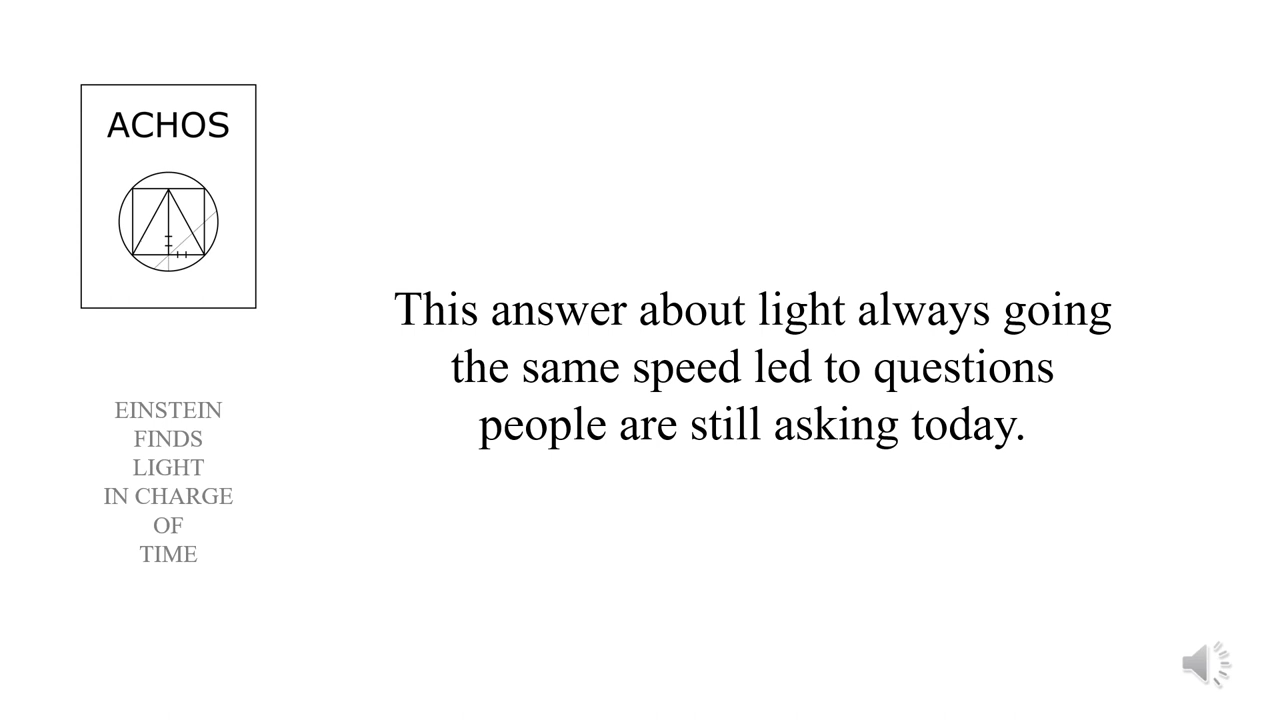 ACHOS
EINSTEIN
FINDS
LIGHT
IN CHARGE
OF
TIME
This answer about light always going
the same speed led to questions
people are still asking today.